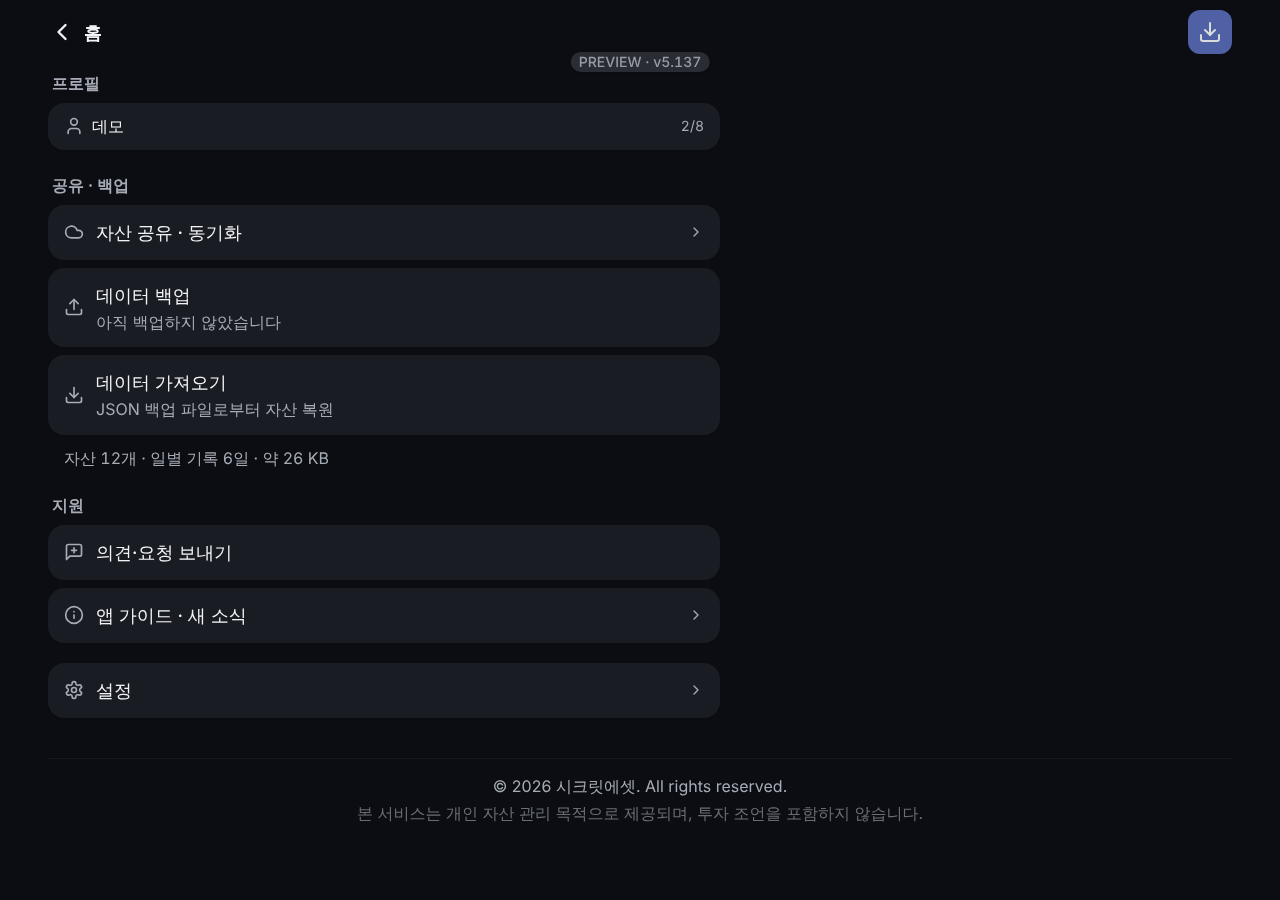 홈
PREVIEW · v5.137
프로필
데모 2/8
공유 · 백업
자산 공유 · 동기화
데이터 백업
아직 백업하지 않았습니다
데이터 가져오기
JSON 백업 파일로부터 자산 복원
자산 12개 · 일별 기록 6일 · 약 26 KB
지원
의견·요청 보내기
앱 가이드 · 새 소식
설정
© 2026 시크릿에셋. All rights reserved.
본 서비스는 개인 자산 관리 목적으로 제공되며, 투자 조언을 포함하지 않습니다.